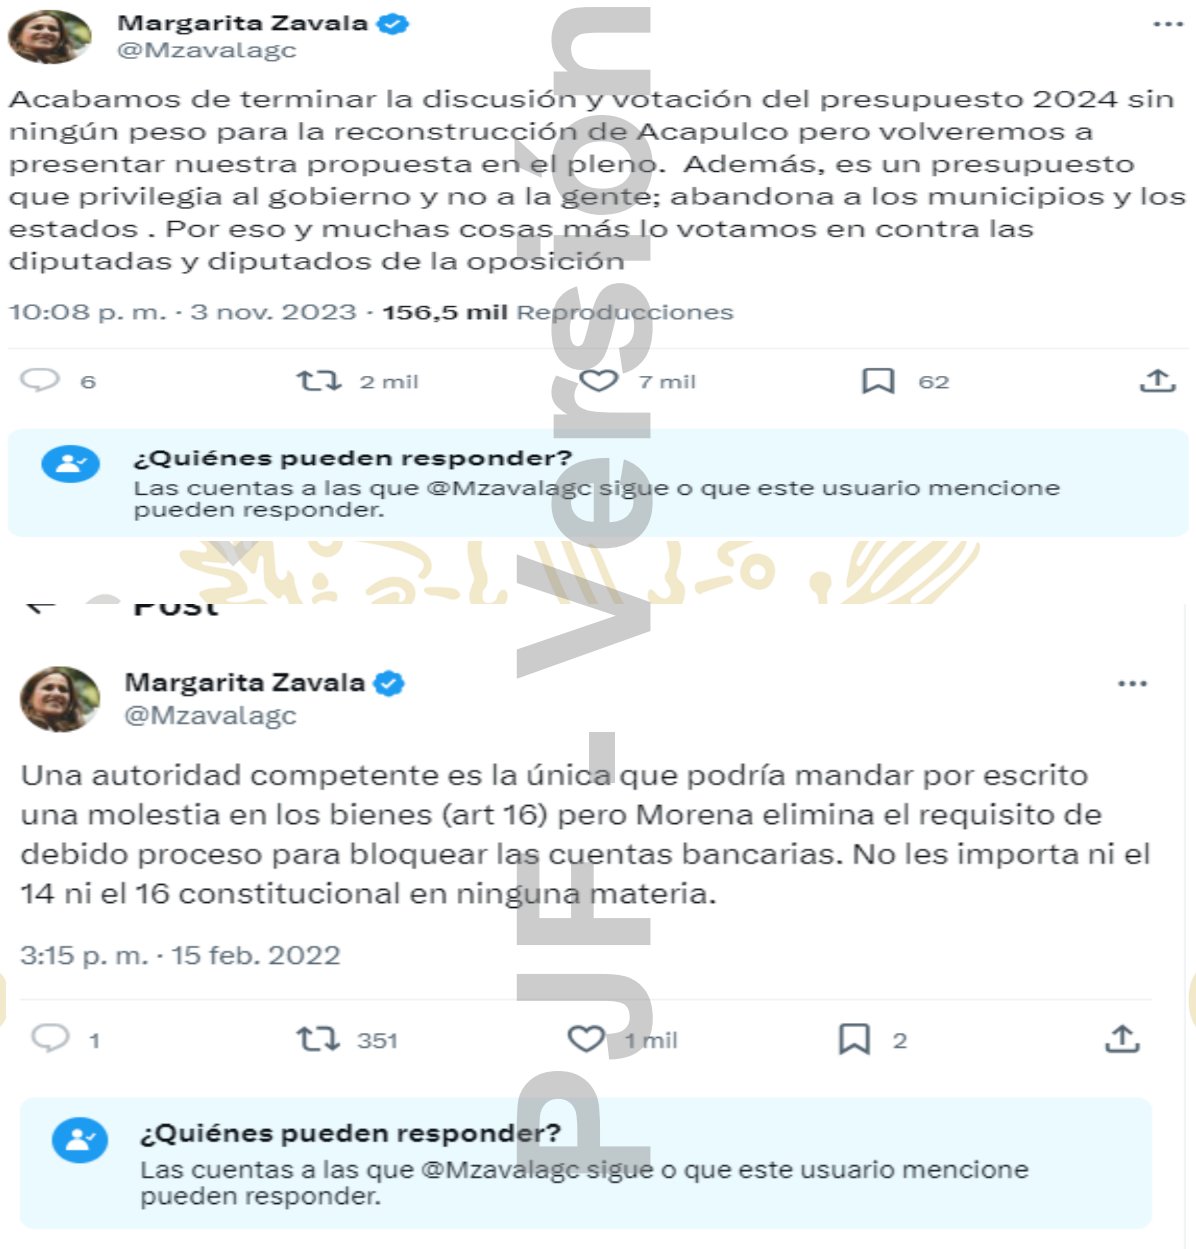 Margarita Zavala
@Mzavalagc
Acabamos de terminar la discusión y votación del presupuesto 2024 sin
ningún peso para la reconstrucción de Acapulco pero volveremos a
presentar nuestra propuesta en el pleno.  Además, es un presupuesto
que privilegia al gobierno y no a la gente; abandona a los municipios y los
estados . Por eso y muchas cosas más lo votamos en contra las
diputadas y diputados de la oposición
10:08 p. m. · 3 nov. 2023 · 156,5 mil Reproducciones
6 2 mil 7 mil 62
¿Quiénes pueden responder?
Las cuentas a las que @Mzavalagc sigue o que este usuario mencione
pueden responder.
Post
Margarita Zavala
@Mzavalagc
Una autoridad competente es la única que podría mandar por escrito
una molestia en los bienes (art 16) pero Morena elimina el requisito de
debido proceso para bloquear las cuentas bancarias. No les importa ni el
14 ni el 16 constitucional en ninguna materia.
3:15 p. m. · 15 feb. 2022
1 351 1 mil 2
¿Quiénes pueden responder?
Las cuentas a las que @Mzavalagc sigue o que este usuario mencione
pueden responder.
PJF - Versión